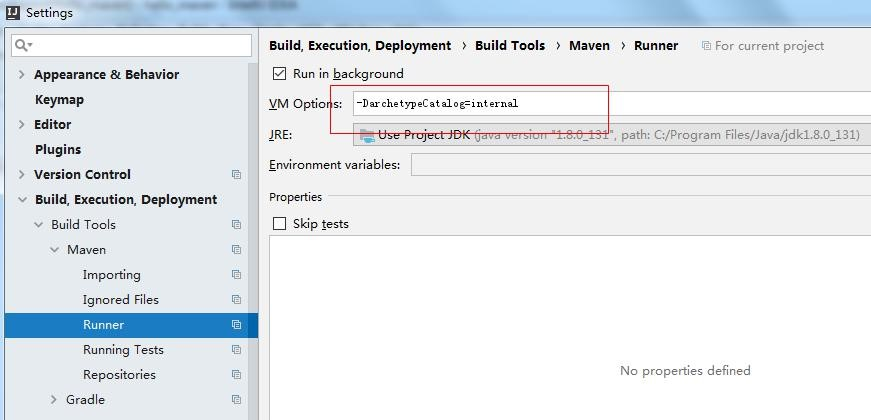 IJ Settings
Build, Execution, Deployment › Build Tools › Maven › Runner For current project
Appearance & Behavior
Keymap
Editor
Plugins
Version Control
Build, Execution, Deployment
Build Tools
Maven
Importing
Ignored Files
Runner
Running Tests
Repositories
Gradle
Run in background
VM Options: -DarchetypeCatalog=internal
JRE: Use Project JDK (java version "1.8.0_131", path: C:/Program Files/Java/jdk1.8.0_131)
Environment variables:
Properties
Skip tests
No properties defined